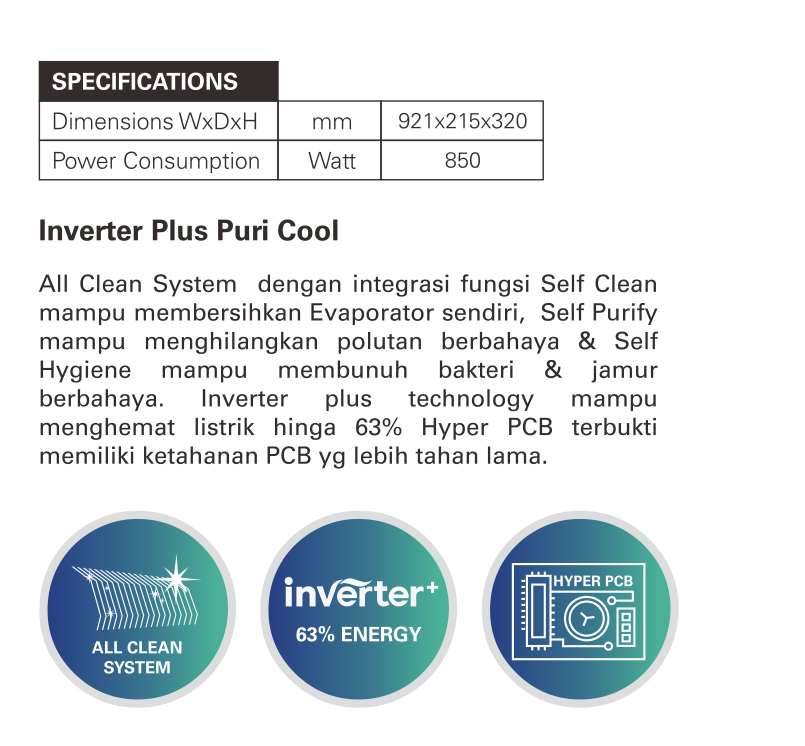 SPECIFICATIONS
Dimensions WxDxH mm 921x215x320
Power Consumption Watt 850
Inverter Plus Puri Cool
All Clean System dengan integrasi fungsi Self Clean
mampu membersihkan Evaporator sendiri, Self Purify
mampu menghilangkan polutan berbahaya & Self
Hygiene mampu membunuh bakteri & jamur
berbahaya. Inverter plus technology mampu
menghemat listrik hinga 63% Hyper PCB terbukti
memiliki ketahanan PCB yg lebih tahan lama.
ALL CLEAN
SYSTEM
inverter+
63% ENERGY
HYPER PCB